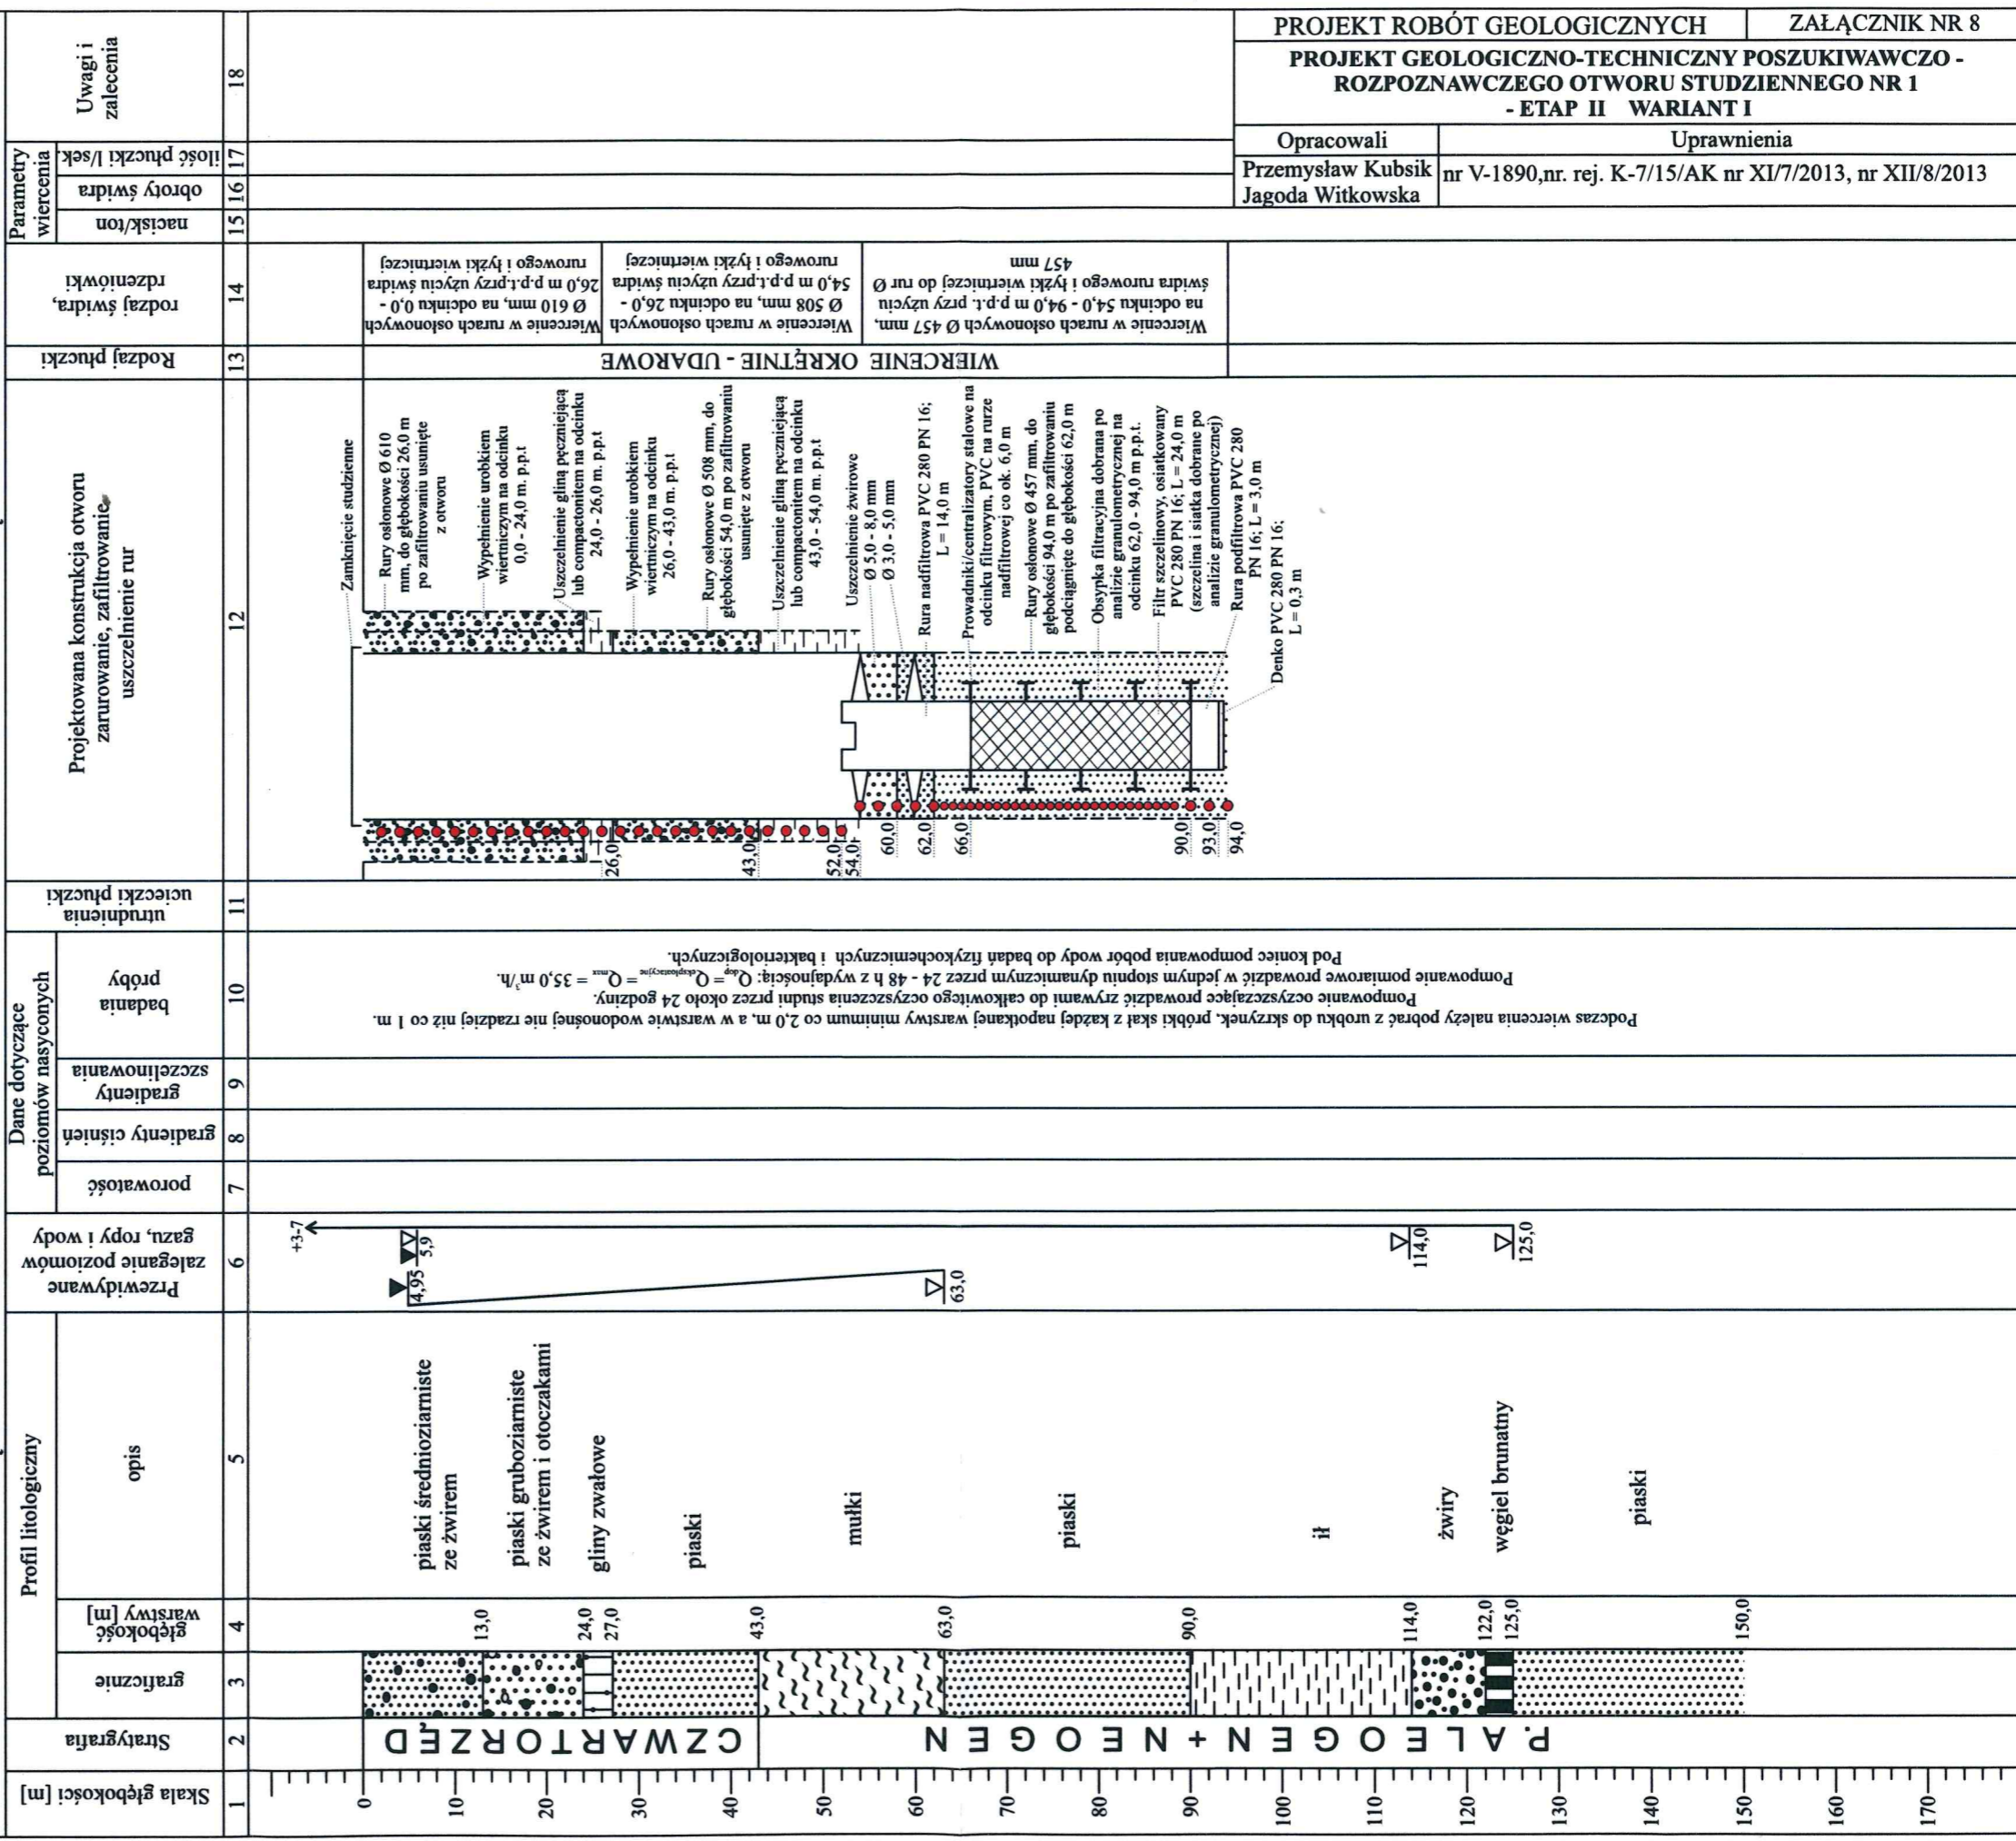 PROJEKT ROBÓT GEOLOGICZNYCH
ZAŁĄCZNIK NR 8
PROJEKT GEOLOGICZNO-TECHNICZNY POSZUKIWAWCZO -
ROZPOZNAWCZEGO OTWORU STUDZIENNEGO NR 1
- ETAP II WARIANT I
Opracowali
Uprawnienia
Przemysław Kubsik
Jagoda Witkowska
nr V-1890,nr. rej. K-7/15/AK nr XI/7/2013, nr XII/8/2013
Skala głębokości [m]
Stratygrafia
Profil litologiczny
graficznie
głębokość
warstwy [m]
opis
Przewidywane
zaleganie poziomów
gazu, ropy i wody
Dane dotyczące
poziomów nasyconych
porowatość
gradienty ciśnień
gradienty
szczelinowania
badania
próby
utrudnienia
ucieczki płuczki
Projektowana konstrukcja otworu
zarurowanie, zafiltrowanie,
uszczelnienie rur
Rodzaj płuczki
rodzaj świdra,
rdzeniówki
Parametry
wiercenia
nacisk/ton
obroty świdra
ilość płuczki l/sek.
Uwagi i
zalecenia
1
2
3
4
5
6
7
8
9
10
11
12
13
14
15
16
17
18
0
10
20
30
40
50
60
70
80
90
100
110
120
130
140
150
160
170
CZWARTORZĘD
PALEOGEN+NEOGEN
13,0
24,0
27,0
43,0
63,0
90,0
114,0
122,0
125,0
150,0
piaski średnioziarniste
ze żwirem
piaski gruboziarniste
ze żwirem i otoczakami
gliny zwałowe
piaski
mułki
piaski
ił
żwiry
węgiel brunatny
piaski
+3-7
4,95
5,9
63,0
114,0
125,0
Podczas wiercenia należy pobrać z urobku do skrzynek, próbki skał z każdej napotkanej warstwy minimum co 2,0 m, a w warstwie wodonośnej nie rzadziej niż co 1 m.
Pompowanie oczyszczające prowadzić zrywami do całkowitego oczyszczenia studni przez około 24 godziny.
Pompowanie pomiarowe prowadzić w jednym stopniu dynamicznym przez 24 - 48 h z wydajnością: Qdop = Qeksploatacyjne = Qmax = 35,0 m³/h.
Pod koniec pompowania pobór wody do badań fizykochemicznych i bakteriologicznych.
26,0
43,0
52,0
54,0
60,0
62,0
66,0
90,0
93,0
94,0
Zamknięcie studzienne
Rury osłonowe Ø 610
mm, do głębokości 26,0 m
po zafiltrowaniu usunięte
z otworu
Wypełnienie urobkiem
wiertniczym na odcinku
0,0 - 24,0 m. p.p.t
Uszczelnienie gliną pęczniejącą
lub compactonitem na odcinku
24,0 - 26,0 m. p.p.t
Wypełnienie urobkiem
wiertniczym na odcinku
26,0 - 43,0 m. p.p.t
Rury osłonowe Ø 508 mm, do
głębokości 54,0 m po zafiltrowaniu
usunięte z otworu
Uszczelnienie gliną pęczniejącą
lub compactonitem na odcinku
43,0 - 54,0 m. p.p.t
Uszczelnienie żwirowe
Ø 5,0 - 8,0 mm
Ø 3,0 - 5,0 mm
Rura nadfiltrowa PVC 280 PN 16;
L = 14,0 m
Prowadniki/centralizatory stalowe na
odcinku filtrowym, PVC na rurze
nadfiltrowej co ok. 6,0 m
Rury osłonowe Ø 457 mm, do
głębokości 94,0 m po zafiltrowaniu
podciągnięte do głębokości 62,0 m
Obsypka filtracyjna dobrana po
analizie granulometrycznej na
odcinku 62,0 - 94,0 m p.p.t.
Filtr szczelinowy, osiatkowany
PVC 280 PN 16; L = 24,0 m
(szczelina i siatka dobrane po
analizie granulometrycznej)
Rura podfiltrowa PVC 280
PN 16; L = 3,0 m
Denko PVC 280 PN 16;
L = 0,3 m
WIERCENIE OKRĘTNIE - UDAROWE
Wiercenie w rurach osłonowych
Ø 610 mm, na odcinku 0,0 -
26,0 m p.p.t.przy użyciu świdra
rurowego i łyżki wiertniczej
Wiercenie w rurach osłonowych
Ø 508 mm, na odcinku 26,0 -
54,0 m p.p.t.przy użyciu świdra
rurowego i łyżki wiertniczej
Wiercenie w rurach osłonowych Ø 457 mm,
na odcinku 54,0 - 94,0 m p.p.t. przy użyciu
świdra rurowego i łyżki wiertniczej do rur Ø
457 mm